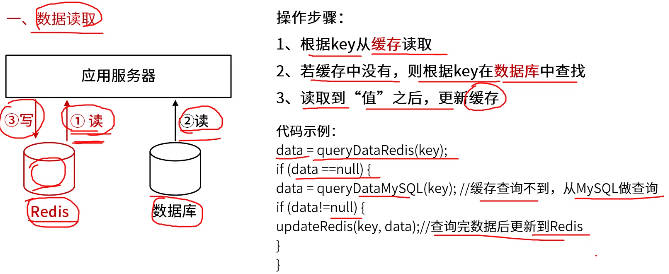 一、数据读取
应用服务器
③写
① 读
②读
Redis
数据库
操作步骤：
1、根据key从缓存读取
2、若缓存中没有，则根据key在数据库中查找
3、读取到“值”之后，更新缓存
代码示例：
data = queryDataRedis(key);
if (data ==null) {
data = queryDataMySQL(key); //缓存查询不到，从MySQL做查询
if (data!=null) {
updateRedis(key, data);//查询完数据后更新到Redis
}
}